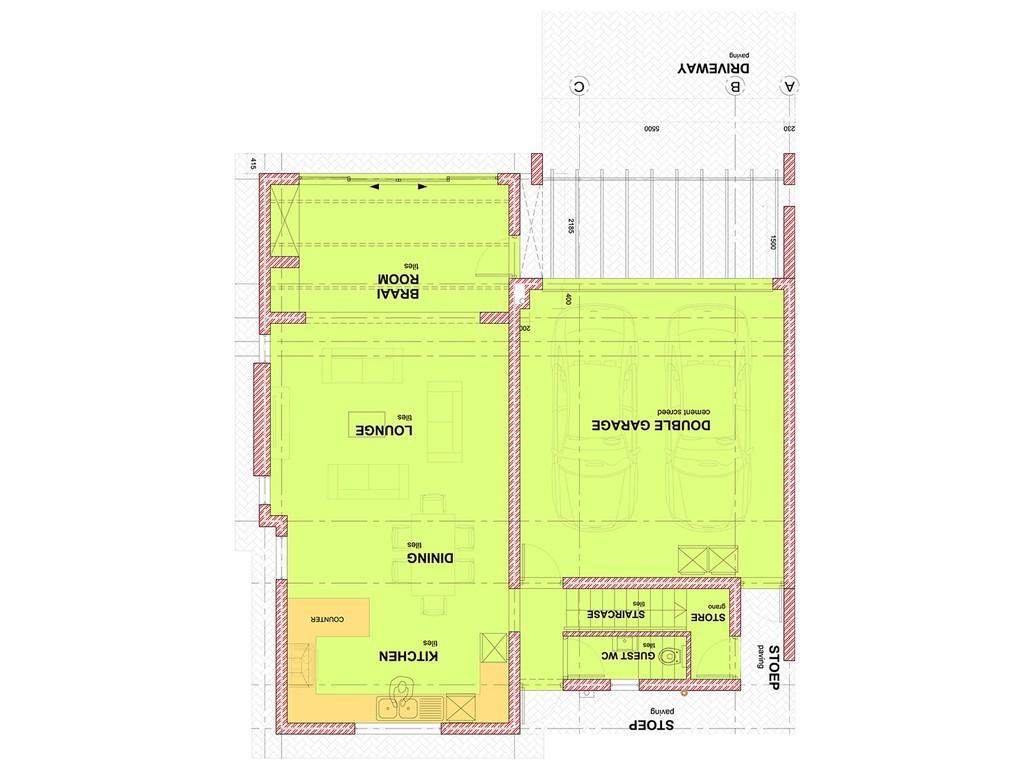 paving
DRIVEWAY
C
B
A
5500
230
415
2185
1500
tiles
ROOM
BRAAI
400
200
tiles
LOUNGE
cement screed
DOUBLE GARAGE
tiles
DINING
tiles
STAIRCASE
grano
STORE
COUNTER
tiles
KITCHEN
tiles
GUEST WC
STOEP
paving
paving
STOEP